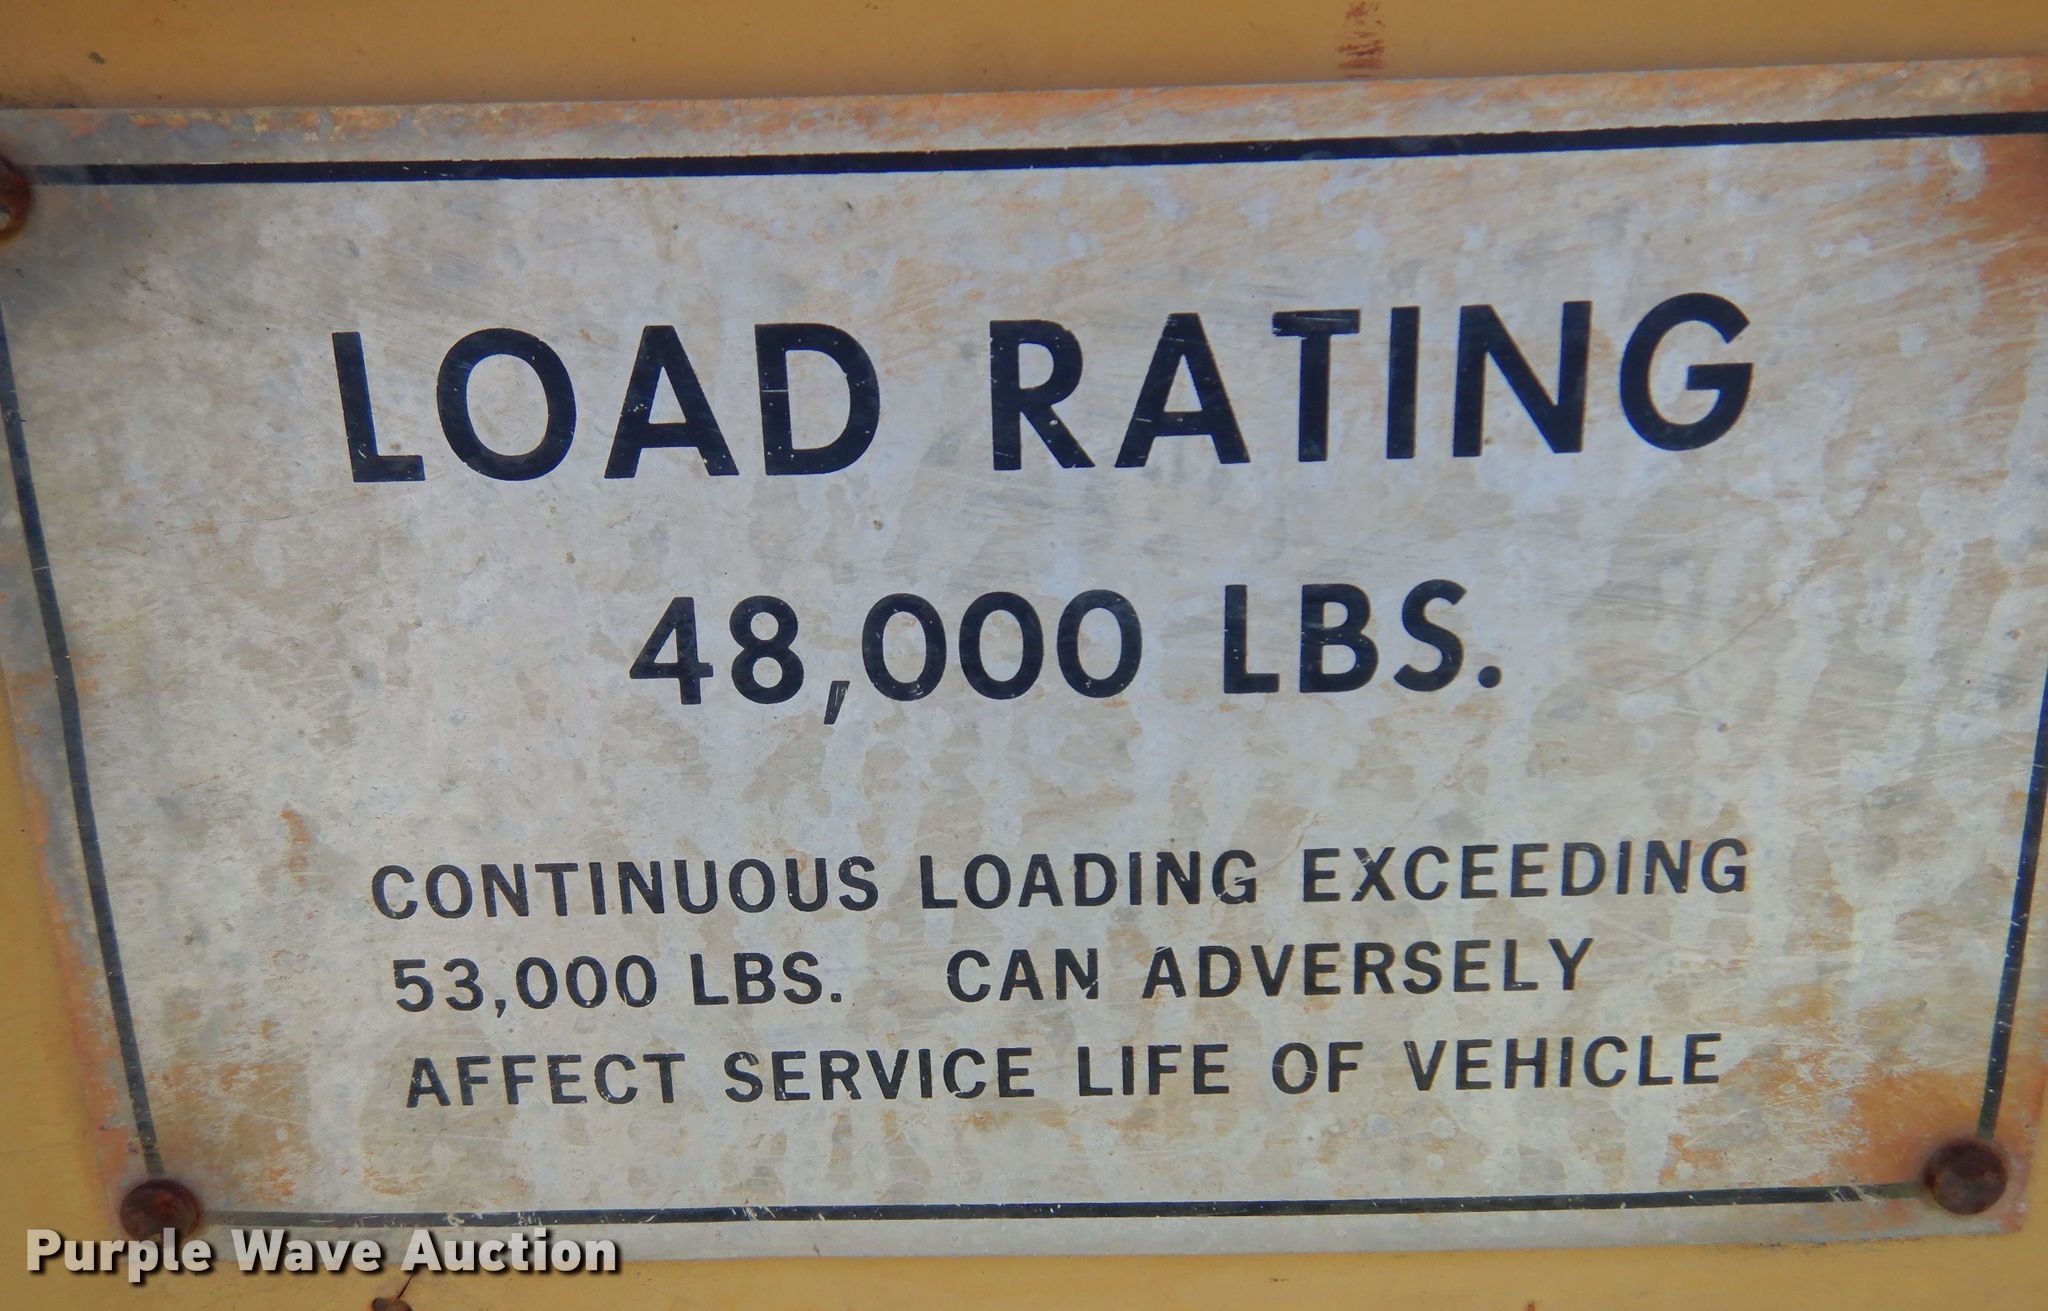 LOAD RATING
48,000 LBS.
CONTINUOUS LOADING EXCEEDING
53,000 LBS. CAN ADVERSELY
AFFECT SERVICE LIFE OF VEHICLE
Purple Wave Auction